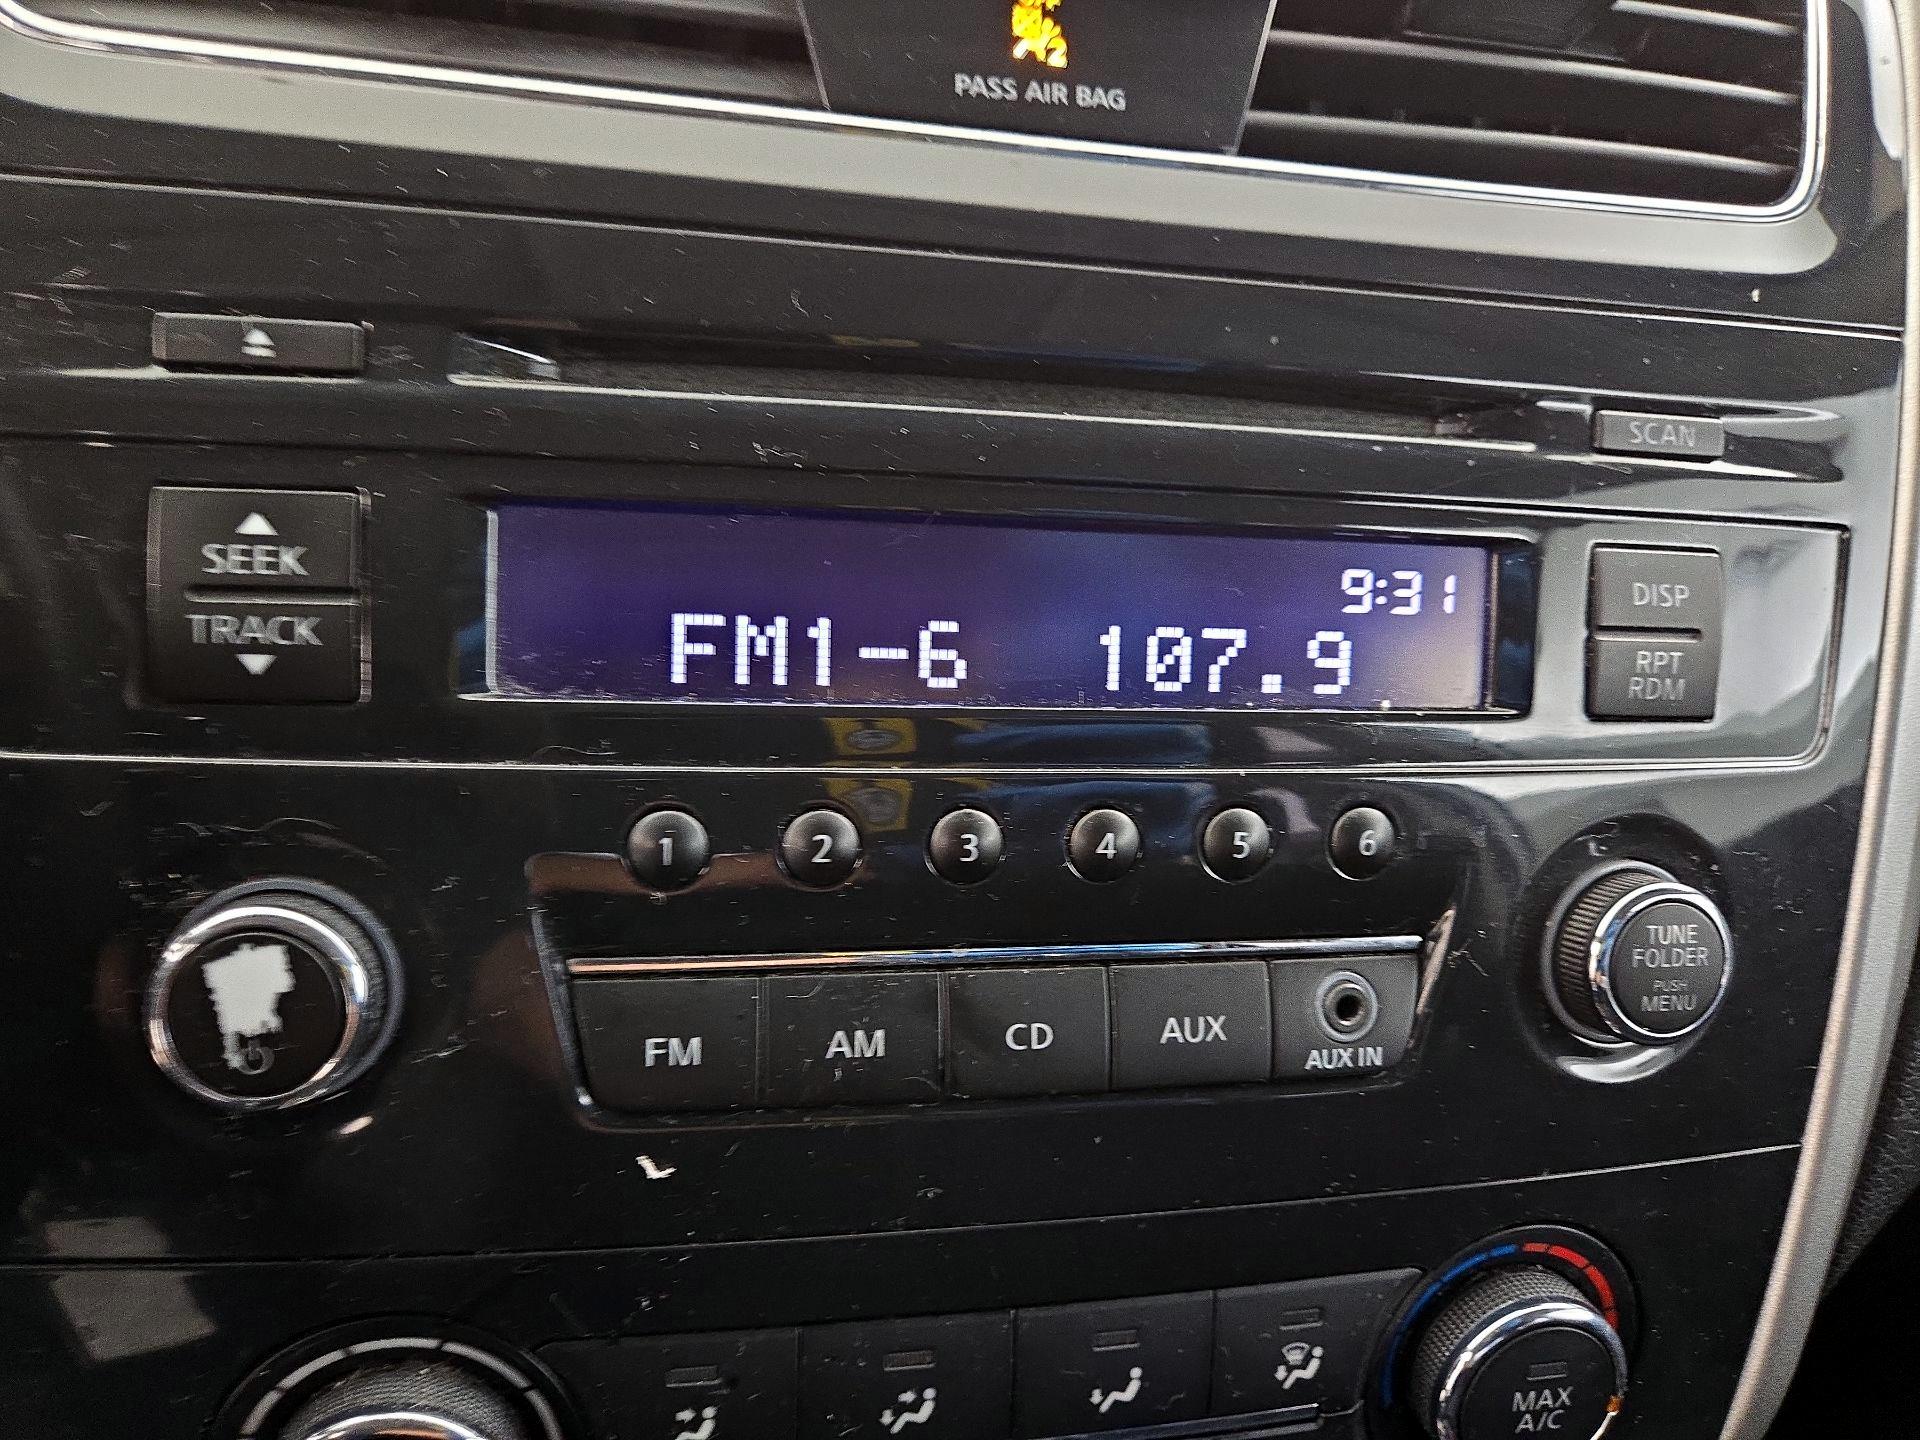 PASS AIR BAG
SCAN
SEEK
TRACK
9:31
FM1-6 107.9
DISP
RPT
RDM
1 2 3 4 5 6
TUNE
FOLDER
PUSH
MENU
FM AM CD AUX AUX IN
MAX
A/C